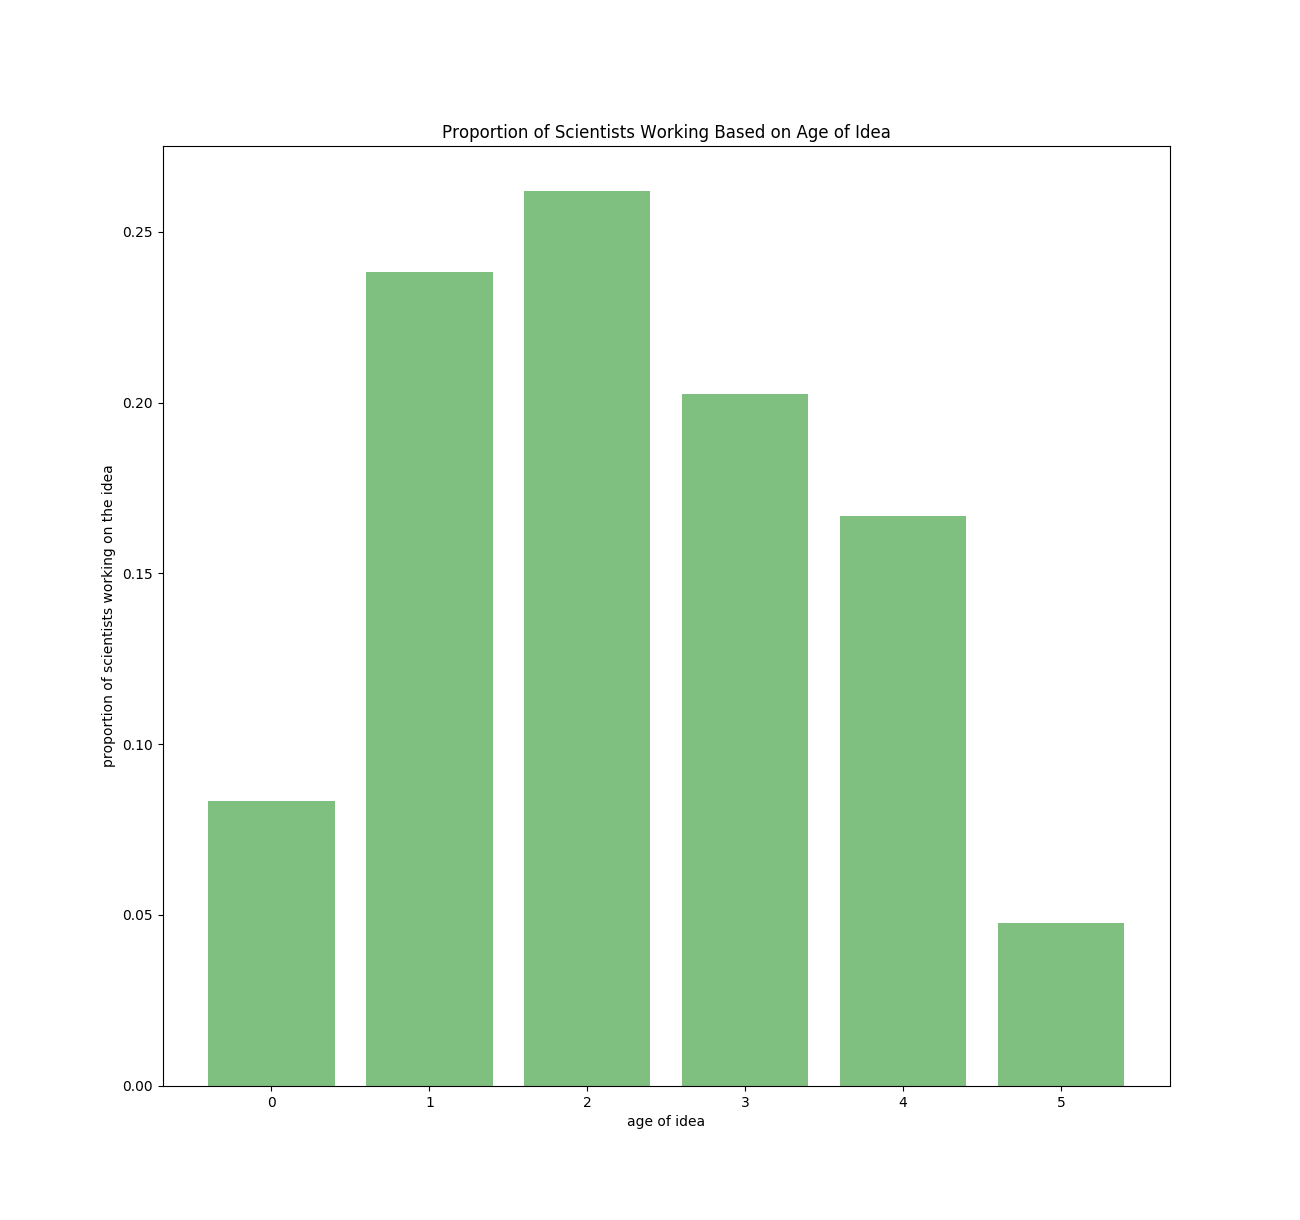 Proportion of Scientists Working Based on Age of Idea
proportion of scientists working on the idea
0.25
0.20
0.15
0.10
0.05
0.00
0 1 2 3 4 5
age of idea